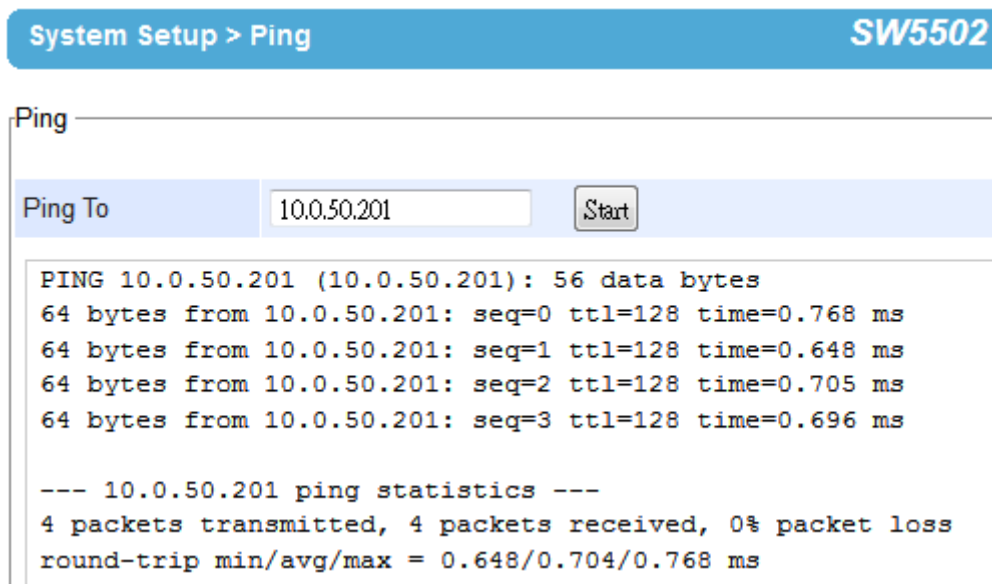 System Setup > Ping SW5502
Ping
Ping To 10.0.50.201 Start
PING 10.0.50.201 (10.0.50.201): 56 data bytes
64 bytes from 10.0.50.201: seq=0 ttl=128 time=0.768 ms
64 bytes from 10.0.50.201: seq=1 ttl=128 time=0.648 ms
64 bytes from 10.0.50.201: seq=2 ttl=128 time=0.705 ms
64 bytes from 10.0.50.201: seq=3 ttl=128 time=0.696 ms
--- 10.0.50.201 ping statistics ---
4 packets transmitted, 4 packets received, 0% packet loss
round-trip min/avg/max = 0.648/0.704/0.768 ms